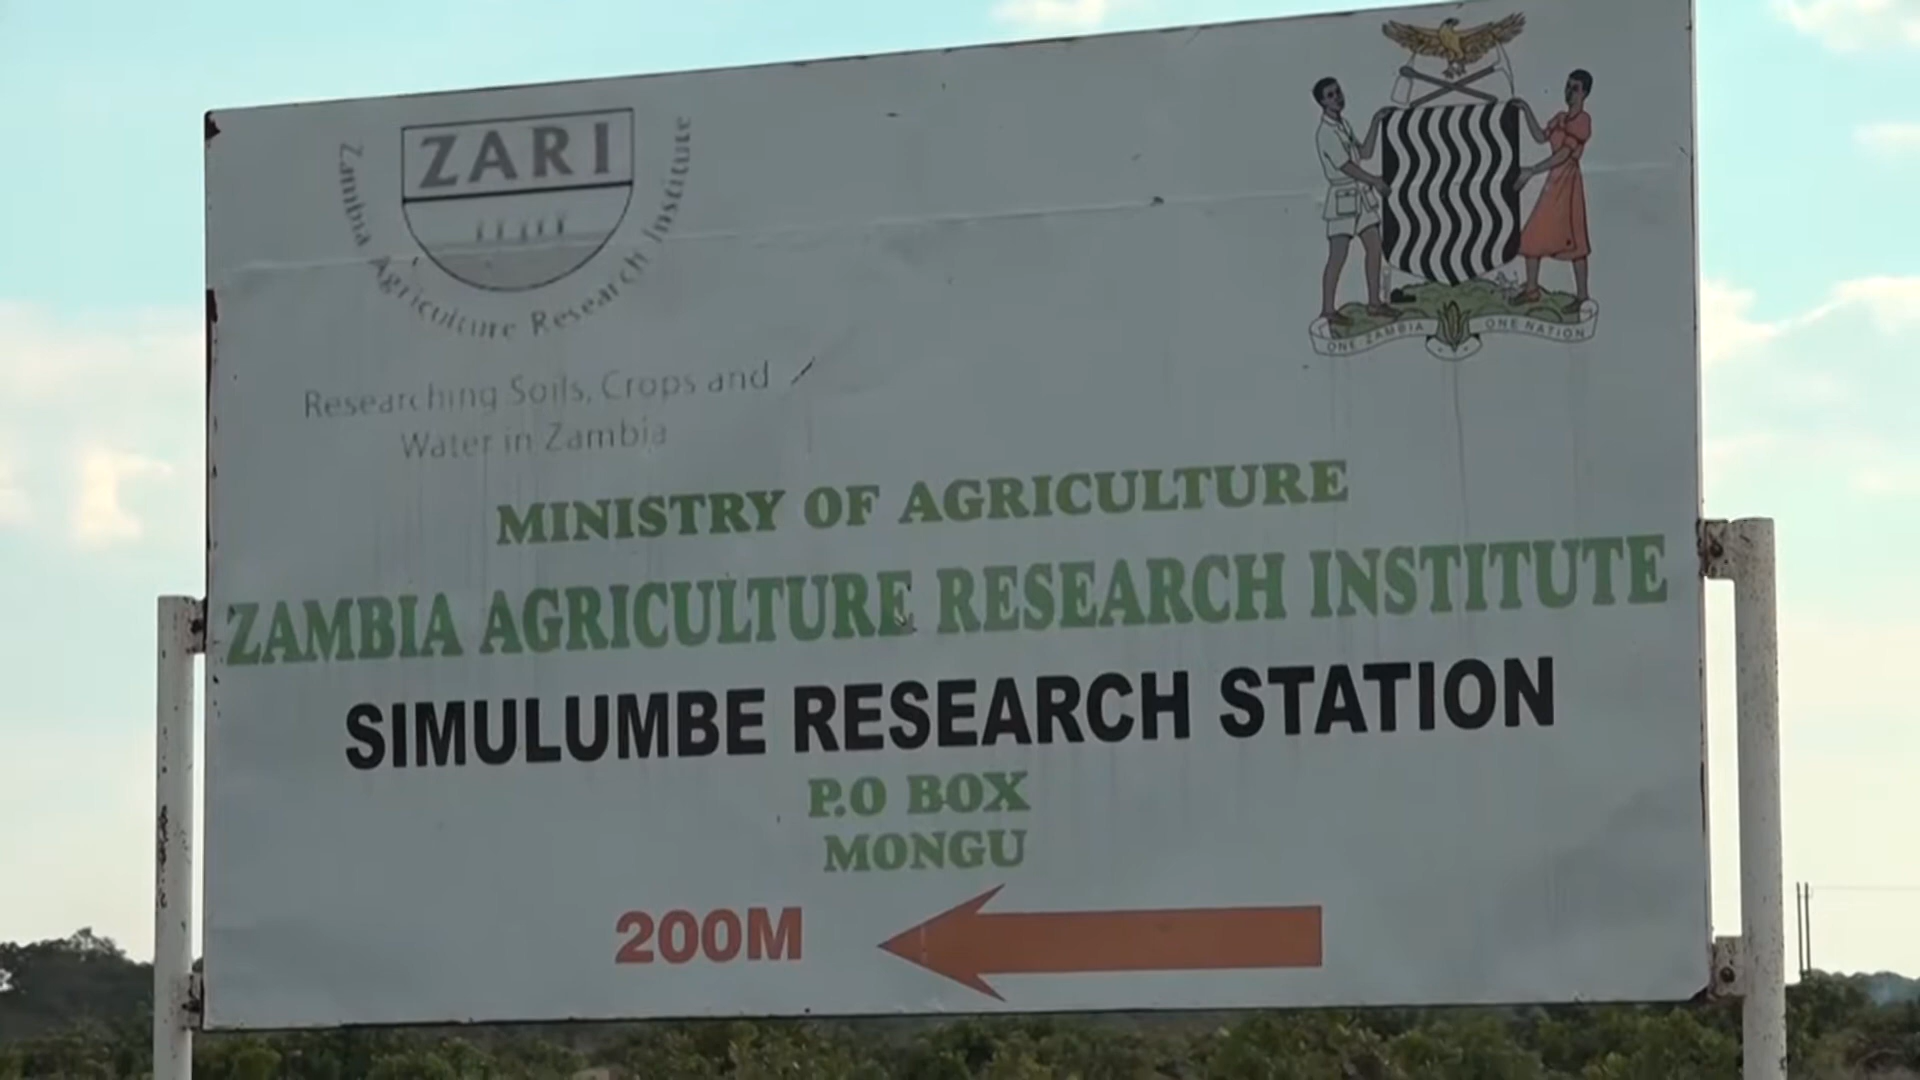 ZARI
Zambia Agriculture Research Institute
Researching Soils, Crops and
Water in Zambia
ONE ZAMBIA ONE NATION
MINISTRY OF AGRICULTURE
ZAMBIA AGRICULTURE RESEARCH INSTITUTE
SIMULUMBE RESEARCH STATION
P.O BOX
MONGU
200M